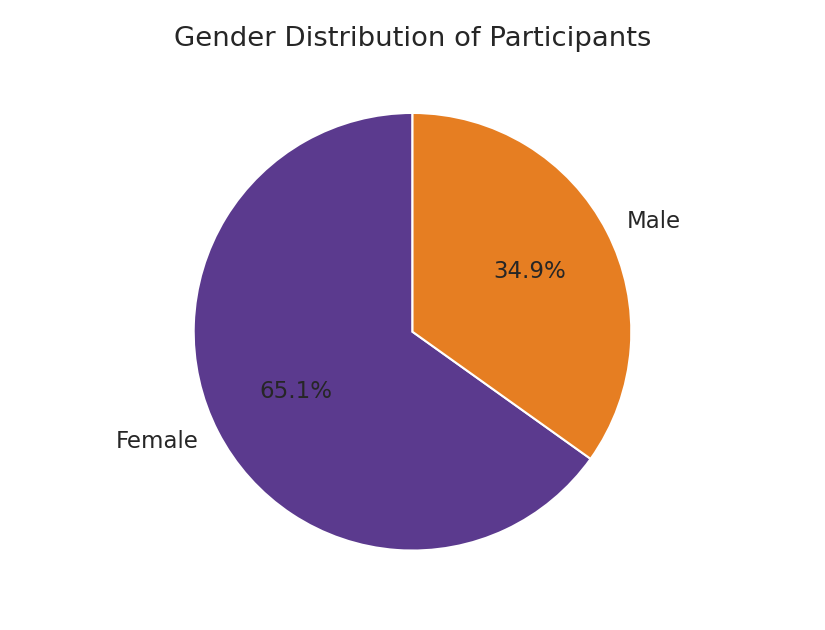 Gender Distribution of Participants
Male
34.9%
65.1%
Female